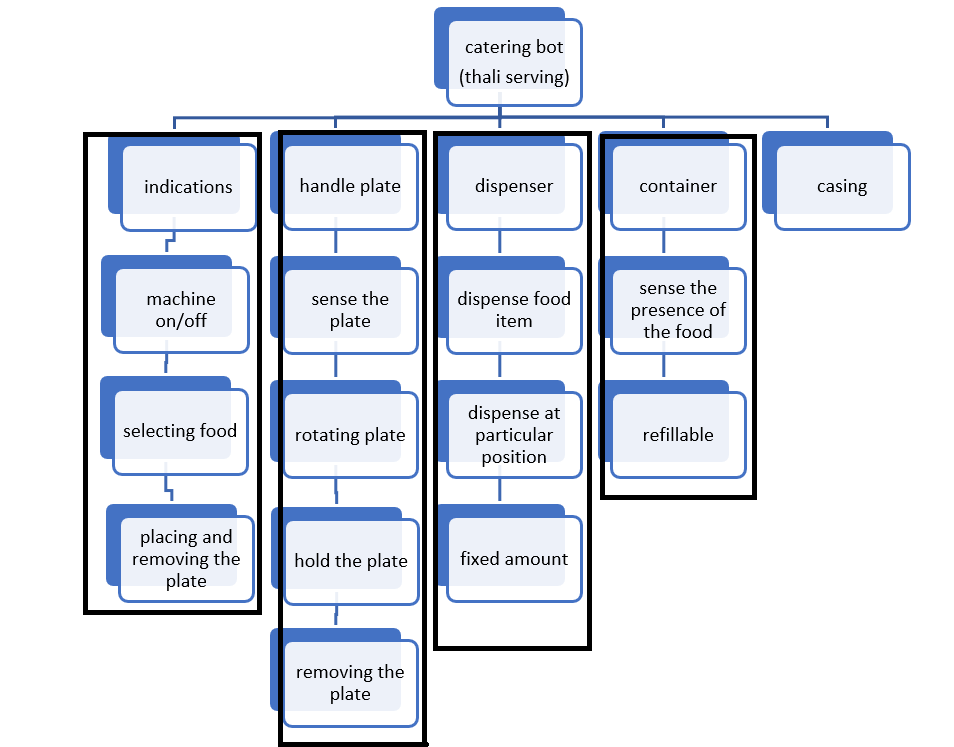 catering bot
(thali serving)
indications
machine
on/off
selecting food
placing and
removing the
plate
handle plate
sense the
plate
rotating plate
hold the plate
removing the
plate
dispenser
dispense food
item
dispense at
particular
position
fixed amount
container
sense the
presence of
the food
refillable
casing